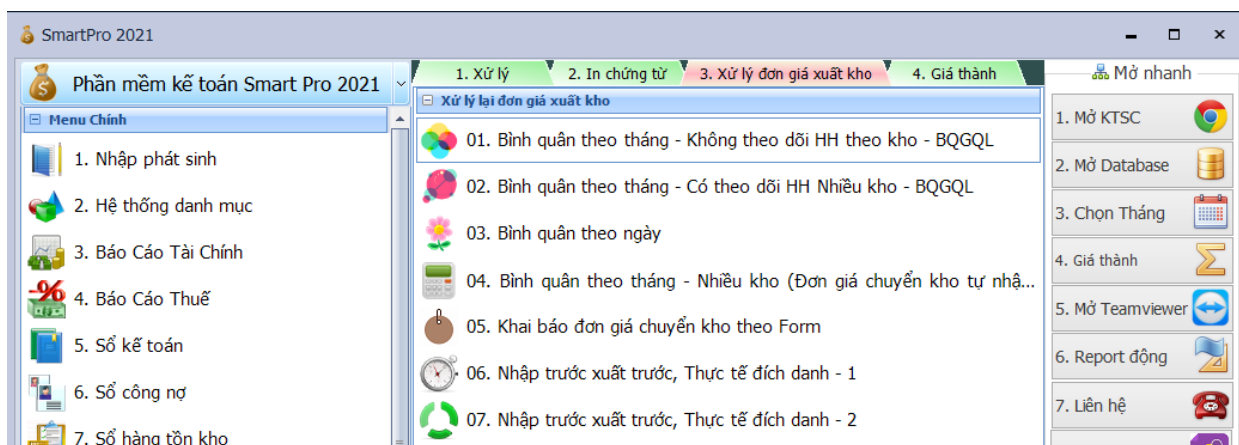 SmartPro 2021
Phần mềm kế toán Smart Pro 2021
Menu Chính
1. Nhập phát sinh
2. Hệ thống danh mục
3. Báo Cáo Tài Chính
4. Báo Cáo Thuế
5. Sổ kế toán
6. Sổ công nợ
7. Sổ hàng tồn kho
1. Xử lý 2. In chứng từ 3. Xử lý đơn giá xuất kho 4. Giá thành
Xử lý lại đơn giá xuất kho
01. Bình quân theo tháng - Không theo dõi HH theo kho - BQGQL
02. Bình quân theo tháng - Có theo dõi HH Nhiều kho - BQGQL
03. Bình quân theo ngày
04. Bình quân theo tháng - Nhiều kho (Đơn giá chuyển kho tự nhậ...
05. Khai báo đơn giá chuyển kho theo Form
06. Nhập trước xuất trước, Thực tế đích danh - 1
07. Nhập trước xuất trước, Thực tế đích danh - 2
Mở nhanh
1. Mở KTSC
2. Mở Database
3. Chọn Tháng
4. Giá thành
5. Mở Teamviewer
6. Report động
7. Liên hệ